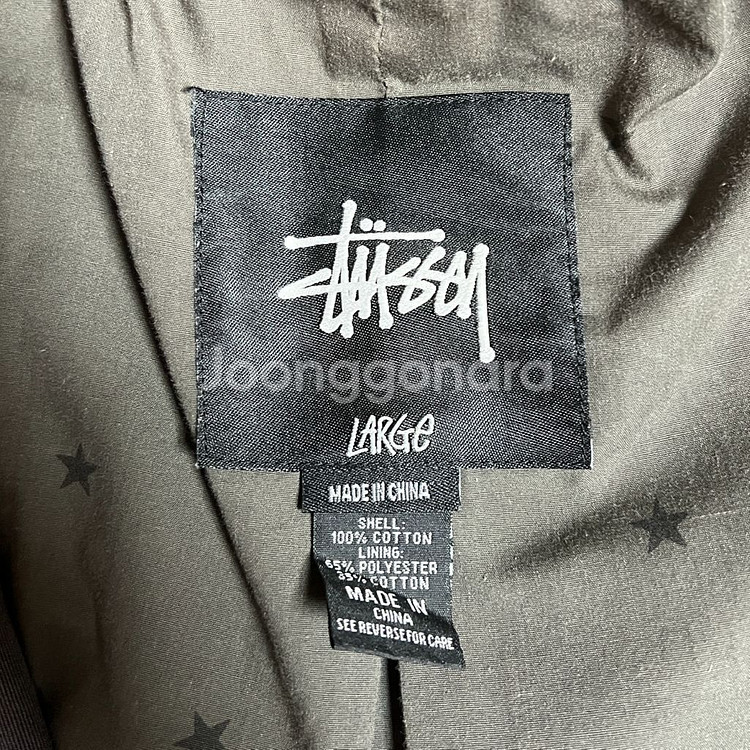 Stüssy
Joonggonara
LARGe
MADE IN CHINA
SHELL:
100% COTTON
LINING:
65% POLYESTER
35% COTTON
MADE IN
CHINA
SEE REVERSE FOR CARE